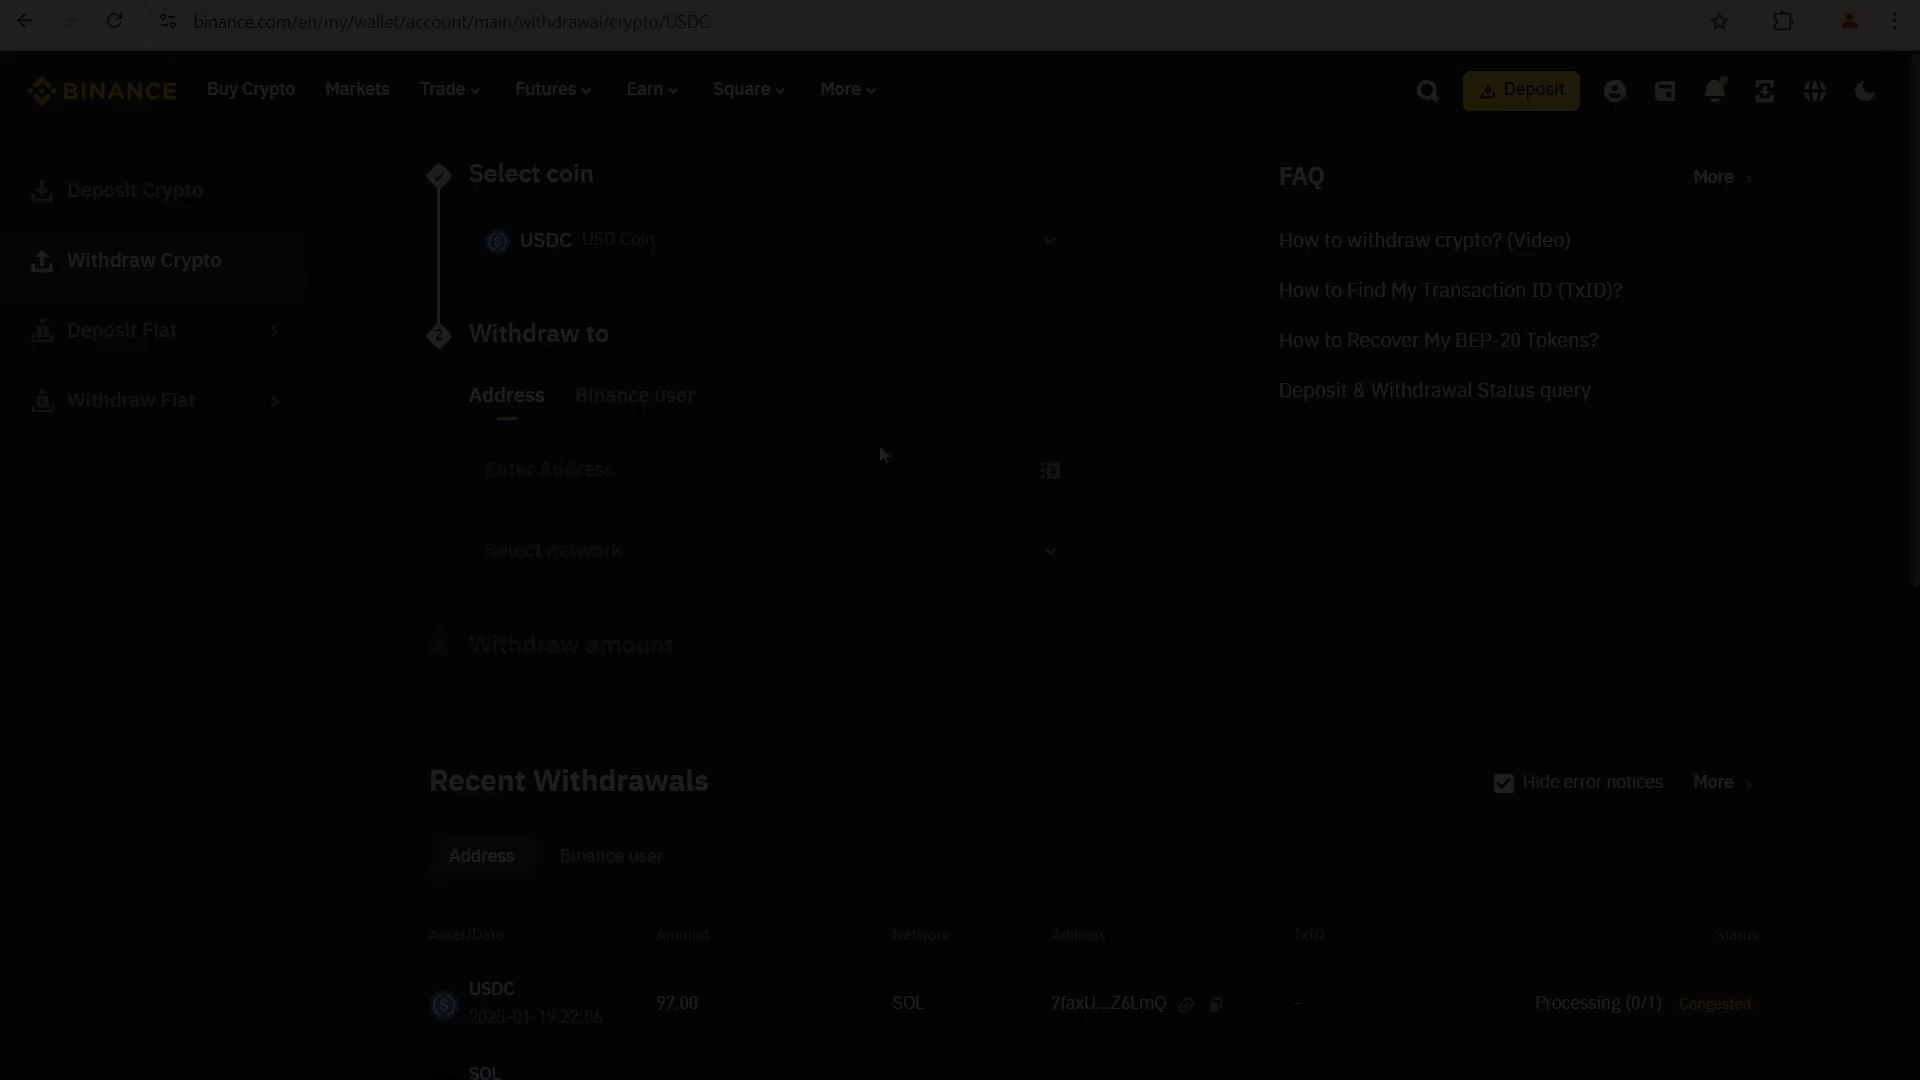 binance.com/en/my/wallet/account/main/withdrawal/crypto/USDC
BINANCE Buy Crypto Markets Trade Futures Earn Square More Deposit
Deposit Crypto
Withdraw Crypto
Deposit Fiat
Withdraw Fiat
Select coin
USDC USD Coin
2 Withdraw to
Address Binance user
Enter Address
Select network
Withdraw amount
FAQ More
How to withdraw crypto? (Video)
How to Find My Transaction ID (TxID)?
How to Recover My BEP-20 Tokens?
Deposit & Withdrawal Status query
Recent Withdrawals Hide error notices More
Address Binance user
Asset/Date Amount Network Address TxID Status
USDC
2025-01-19 22:06 97.00 SOL 7faxU...Z6LmQ - Processing (0/1) Congested
SOL